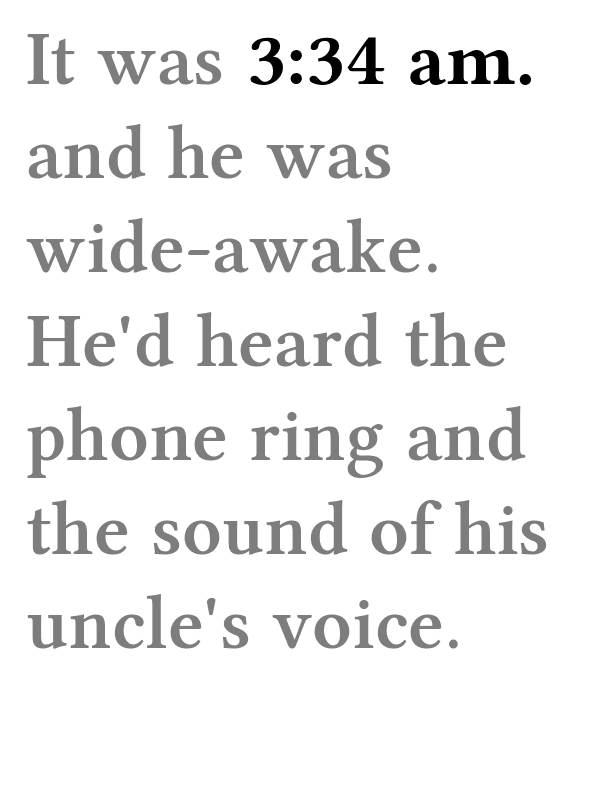 It was 3:34 am.
and he was
wide-awake.
He'd heard the
phone ring and
the sound of his
uncle's voice.